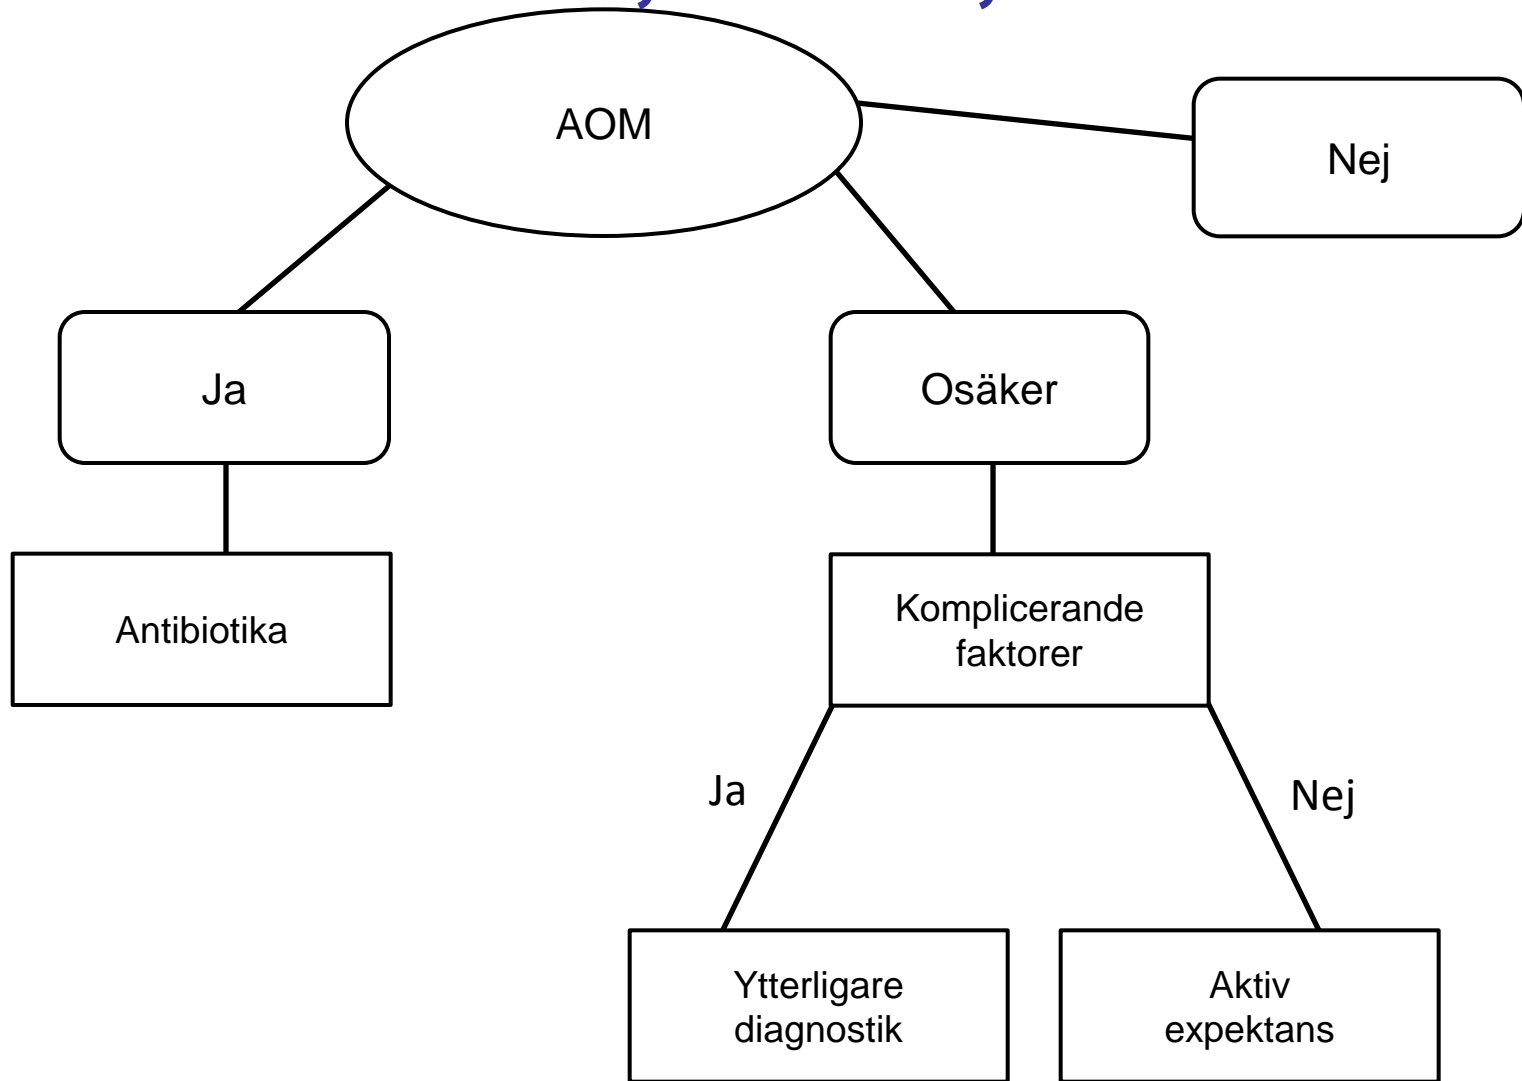 AOM
Nej
Ja
Osäker
Antibiotika
Komplicerande
faktorer
Ja
Nej
Ytterligare
diagnostik
Aktiv
expektans